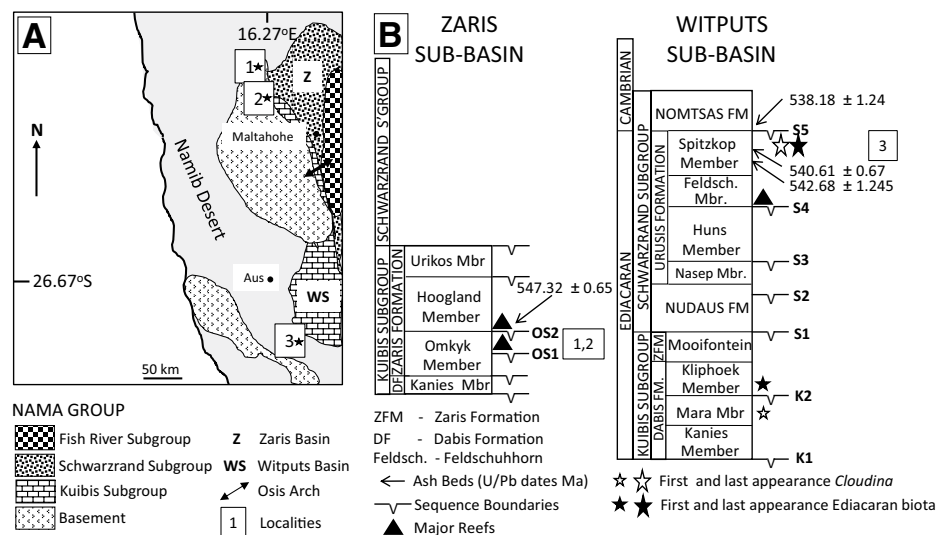 A
16.27ºE
1
2
Z
Maltahohe
N
Namib Desert
26.67ºS
Aus
WS
3
50 km
NAMA GROUP
Fish River Subgroup
Schwarzrand Subgroup
Kuibis Subgroup
Basement
Z Zaris Basin
WS Witputs Basin
Osis Arch
1 Localities
B
ZARIS
SUB-BASIN
SCHWARZRAND S'GROUP
KUIBIS SUBGROUP
DF ZARIS FORMATION
Urikos Mbr
Hoogland
Member
Omkyk
Member
Kanies Mbr
547.32 ± 0.65
OS2
OS1
1,2
ZFM - Zaris Formation
DF - Dabis Formation
Feldsch. - Feldschuhhorn
Ash Beds (U/Pb dates Ma)
Sequence Boundaries
Major Reefs
WITPUTS
SUB-BASIN
CAMBRIAN
EDIACARAN
SCHWARZRAND SUBGROUP
KUIBIS SUBGROUP
URUSIS FORMATION
ZFM
DABIS FM.
NOMTSAS FM
Spitzkop
Member
Feldsch.
Mbr.
Huns
Member
Nasep Mbr.
NUDAUS FM
Mooifontein
Kliphoek
Member
Mara Mbr
Kanies
Member
538.18 ± 1.24
S5
3
540.61 ± 0.67
542.68 ± 1.245
S4
S3
S2
S1
K2
K1
First and last appearance Cloudina
First and last appearance Ediacaran biota